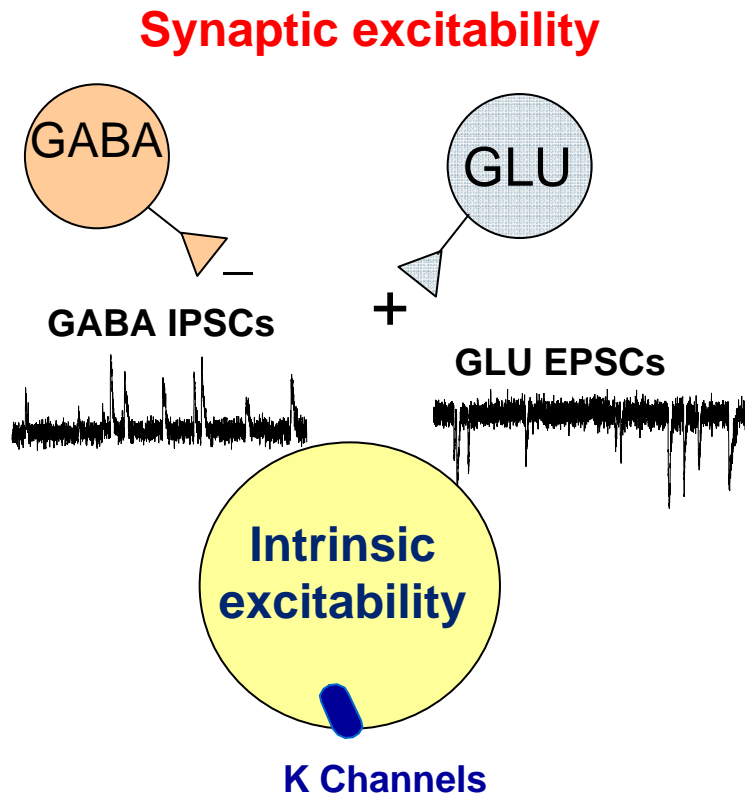 Synaptic excitability
GABA
GLU
–
+
GABA IPSCs
GLU EPSCs
Intrinsic
excitability
K Channels